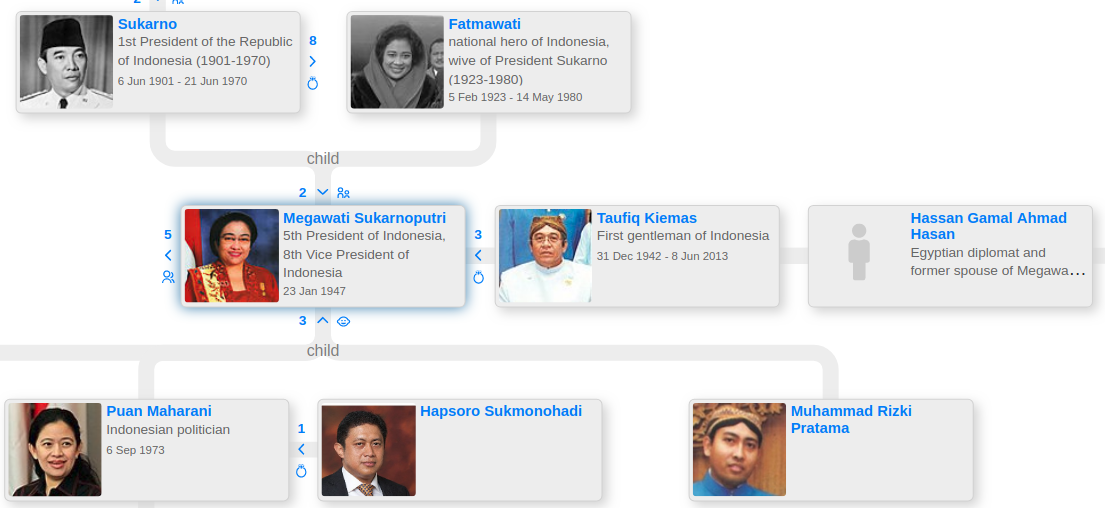 2
Sukarno
1st President of the Republic
of Indonesia (1901-1970)
6 Jun 1901 - 21 Jun 1970
8
Fatmawati
national hero of Indonesia,
wive of President Sukarno
(1923-1980)
5 Feb 1923 - 14 May 1980
child
2
5
Megawati Sukarnoputri
5th President of Indonesia,
8th Vice President of
Indonesia
23 Jan 1947
3
Taufiq Kiemas
First gentleman of Indonesia
31 Dec 1942 - 8 Jun 2013
Hassan Gamal Ahmad
Hasan
Egyptian diplomat and
former spouse of Megawa...
3
child
Puan Maharani
Indonesian politician
6 Sep 1973
1
Hapsoro Sukmonohadi
Muhammad Rizki
Pratama